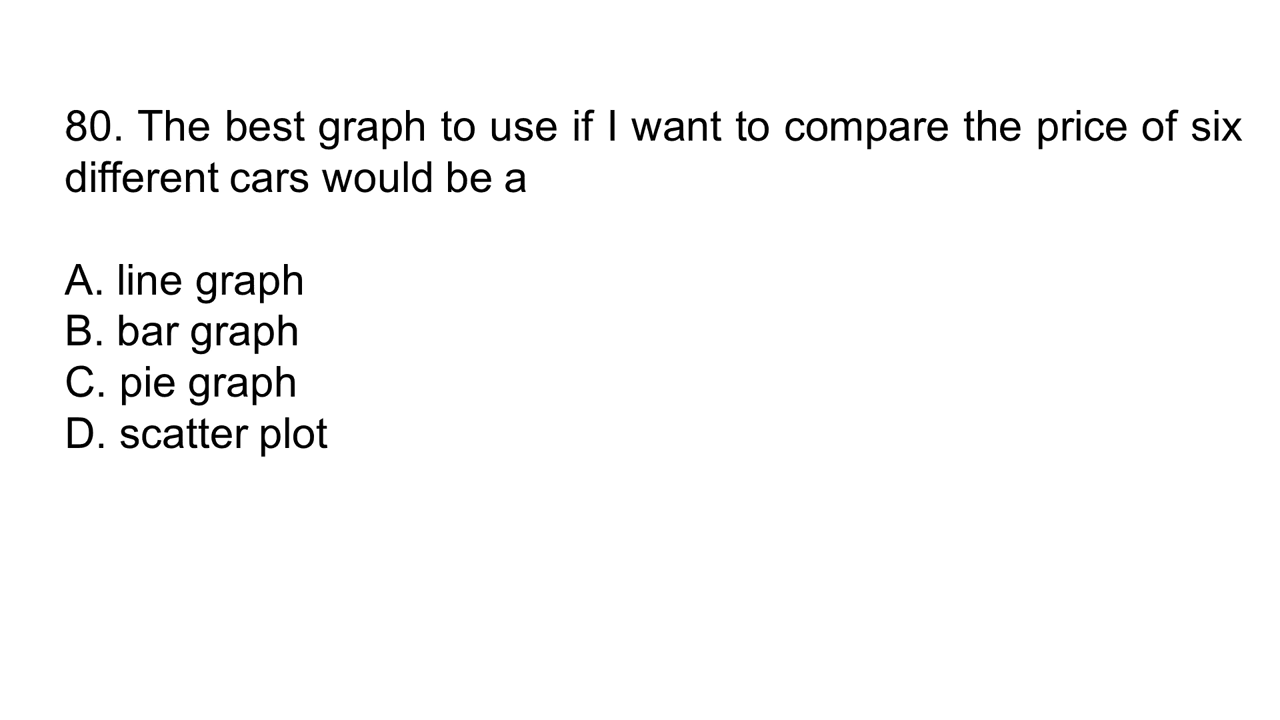 80. The best graph to use if I want to compare the price of six
different cars would be a
A. line graph
B. bar graph
C. pie graph
D. scatter plot